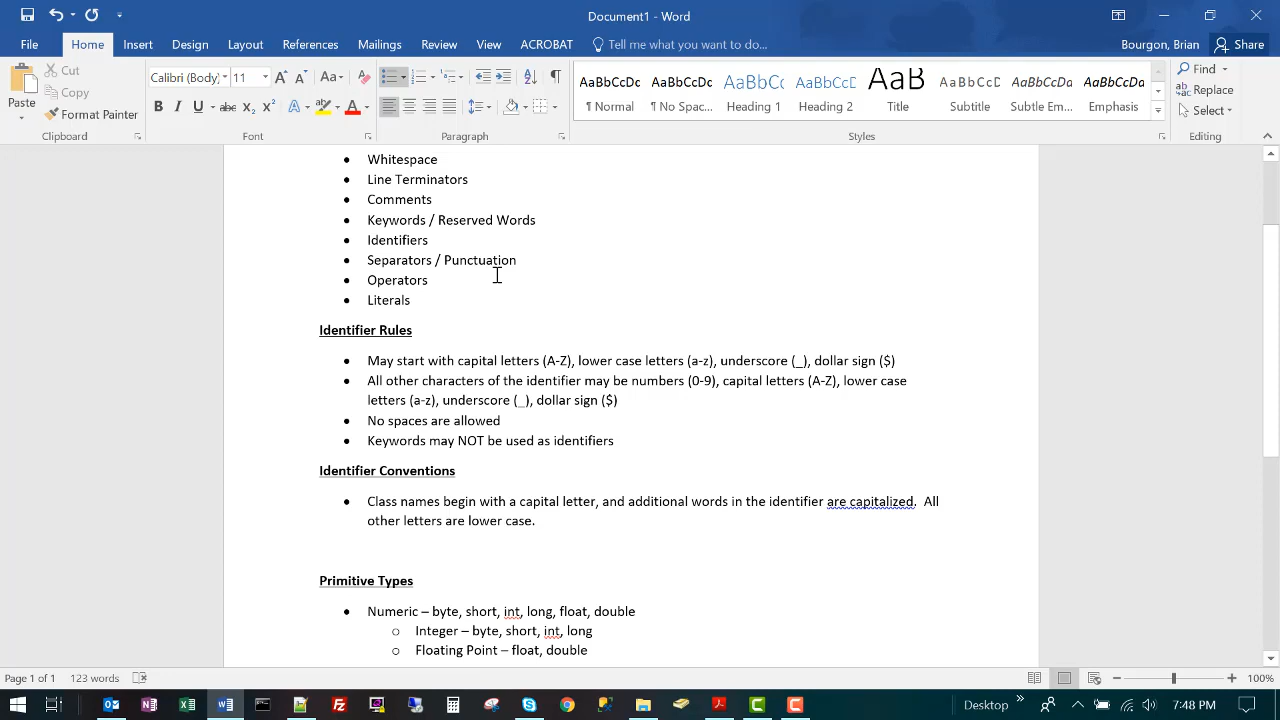 Document1 - Word
File Home Insert Design Layout References Mailings Review View ACROBAT Tell me what you want to do... Bourgon, Brian Share
Paste
Cut
Copy
Format Painter
Clipboard
Calibri (Body) 11
Font
Paragraph
AaBbCcDc AaBbCcDc AaBbCcI AaBbCcI AaB AaBbCcD AaBbCcDc AaBbCcDc
¶ Normal ¶ No Spac... Heading 1 Heading 2 Title Subtitle Subtle Em... Emphasis
Styles
Find
Replace
Select
Editing
• Whitespace
• Line Terminators
• Comments
• Keywords / Reserved Words
• Identifiers
• Separators / Punctuation
• Operators
• Literals
Identifier Rules
• May start with capital letters (A-Z), lower case letters (a-z), underscore (_), dollar sign ($)
• All other characters of the identifier may be numbers (0-9), capital letters (A-Z), lower case
letters (a-z), underscore (_), dollar sign ($)
• No spaces are allowed
• Keywords may NOT be used as identifiers
Identifier Conventions
• Class names begin with a capital letter, and additional words in the identifier are capitalized. All
other letters are lower case.
Primitive Types
• Numeric – byte, short, int, long, float, double
o Integer – byte, short, int, long
o Floating Point – float, double
Page 1 of 1 123 words 100%
Desktop 7:48 PM